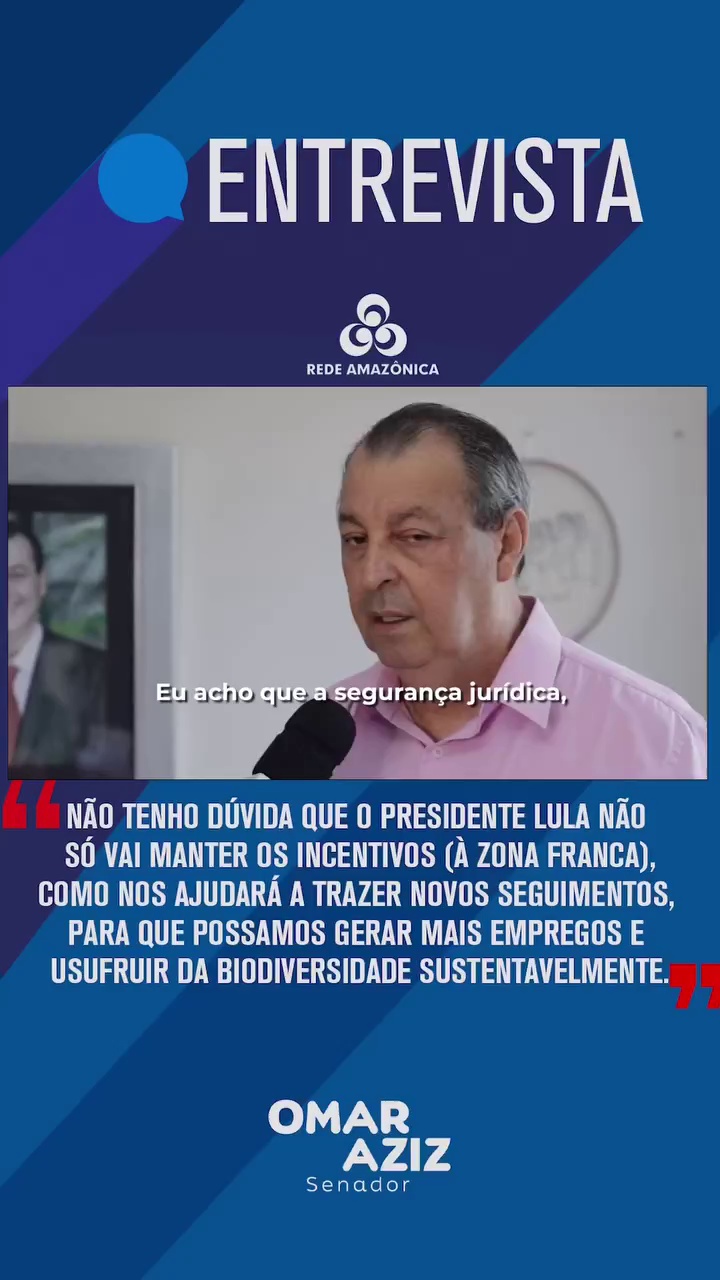 ENTREVISTA
REDE AMAZÔNICA
Eu acho que a segurança jurídica,
“NÃO TENHO DÚVIDA QUE O PRESIDENTE LULA NÃO
SÓ VAI MANTER OS INCENTIVOS (À ZONA FRANCA),
COMO NOS AJUDARÁ A TRAZER NOVOS SEGUIMENTOS,
PARA QUE POSSAMOS GERAR MAIS EMPREGOS E
USUFRUIR DA BIODIVERSIDADE SUSTENTAVELMENTE.”
OMAR
AZIZ
Senador